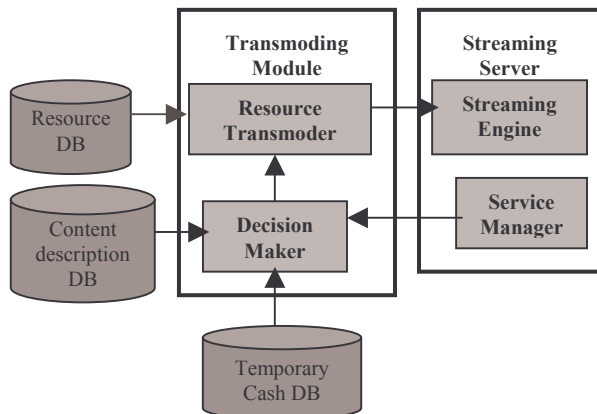 Transmoding
Module
Streaming
Server
Resource
DB
Resource
Transmoder
Streaming
Engine
Content
description
DB
Decision
Maker
Service
Manager
Temporary
Cash DB